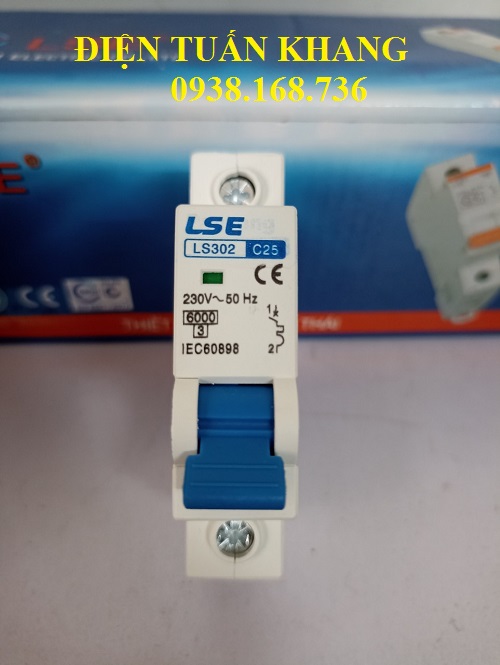 ĐIỆN TUẤN KHANG
0938.168.736
LSE
LS302 C25
CE
230V~50 Hz
6000
3
IEC60898
1
2